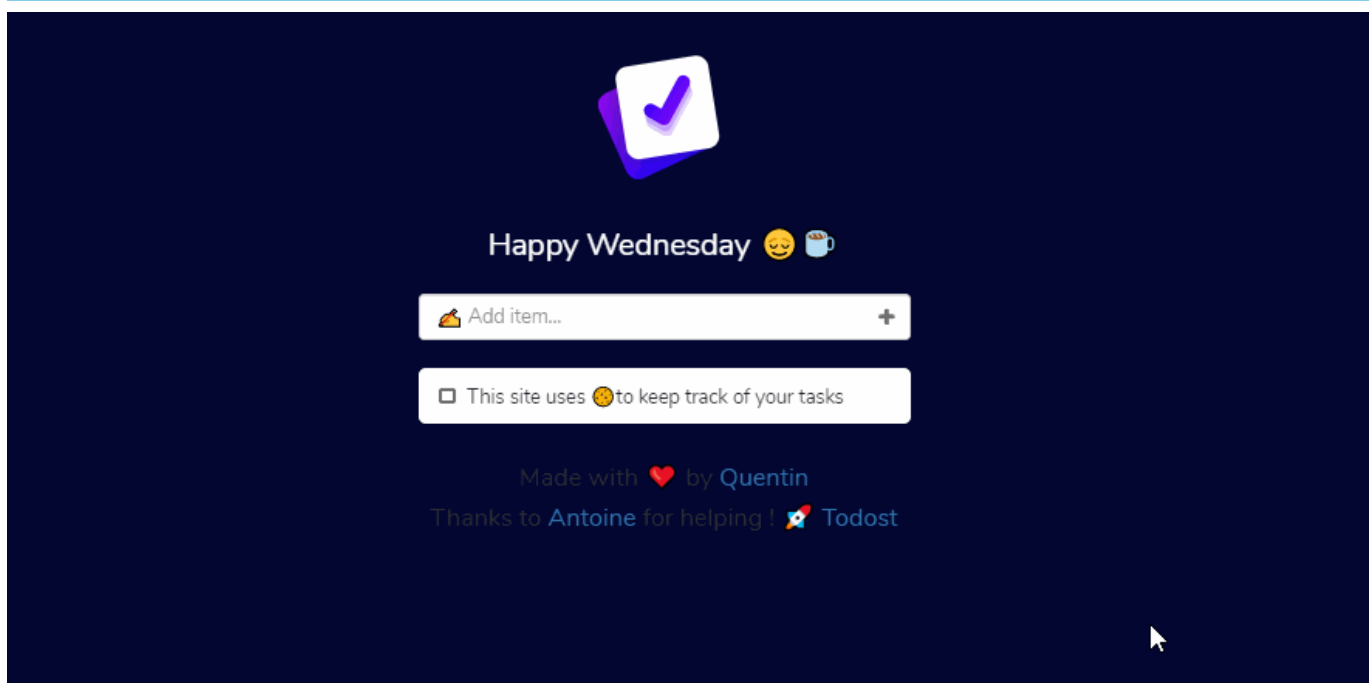 Happy Wednesday 😌☕
✍ Add item... +
This site uses 🍪to keep track of your tasks
Made with ❤ by Quentin
Thanks to Antoine for helping ! 🚀 Todost